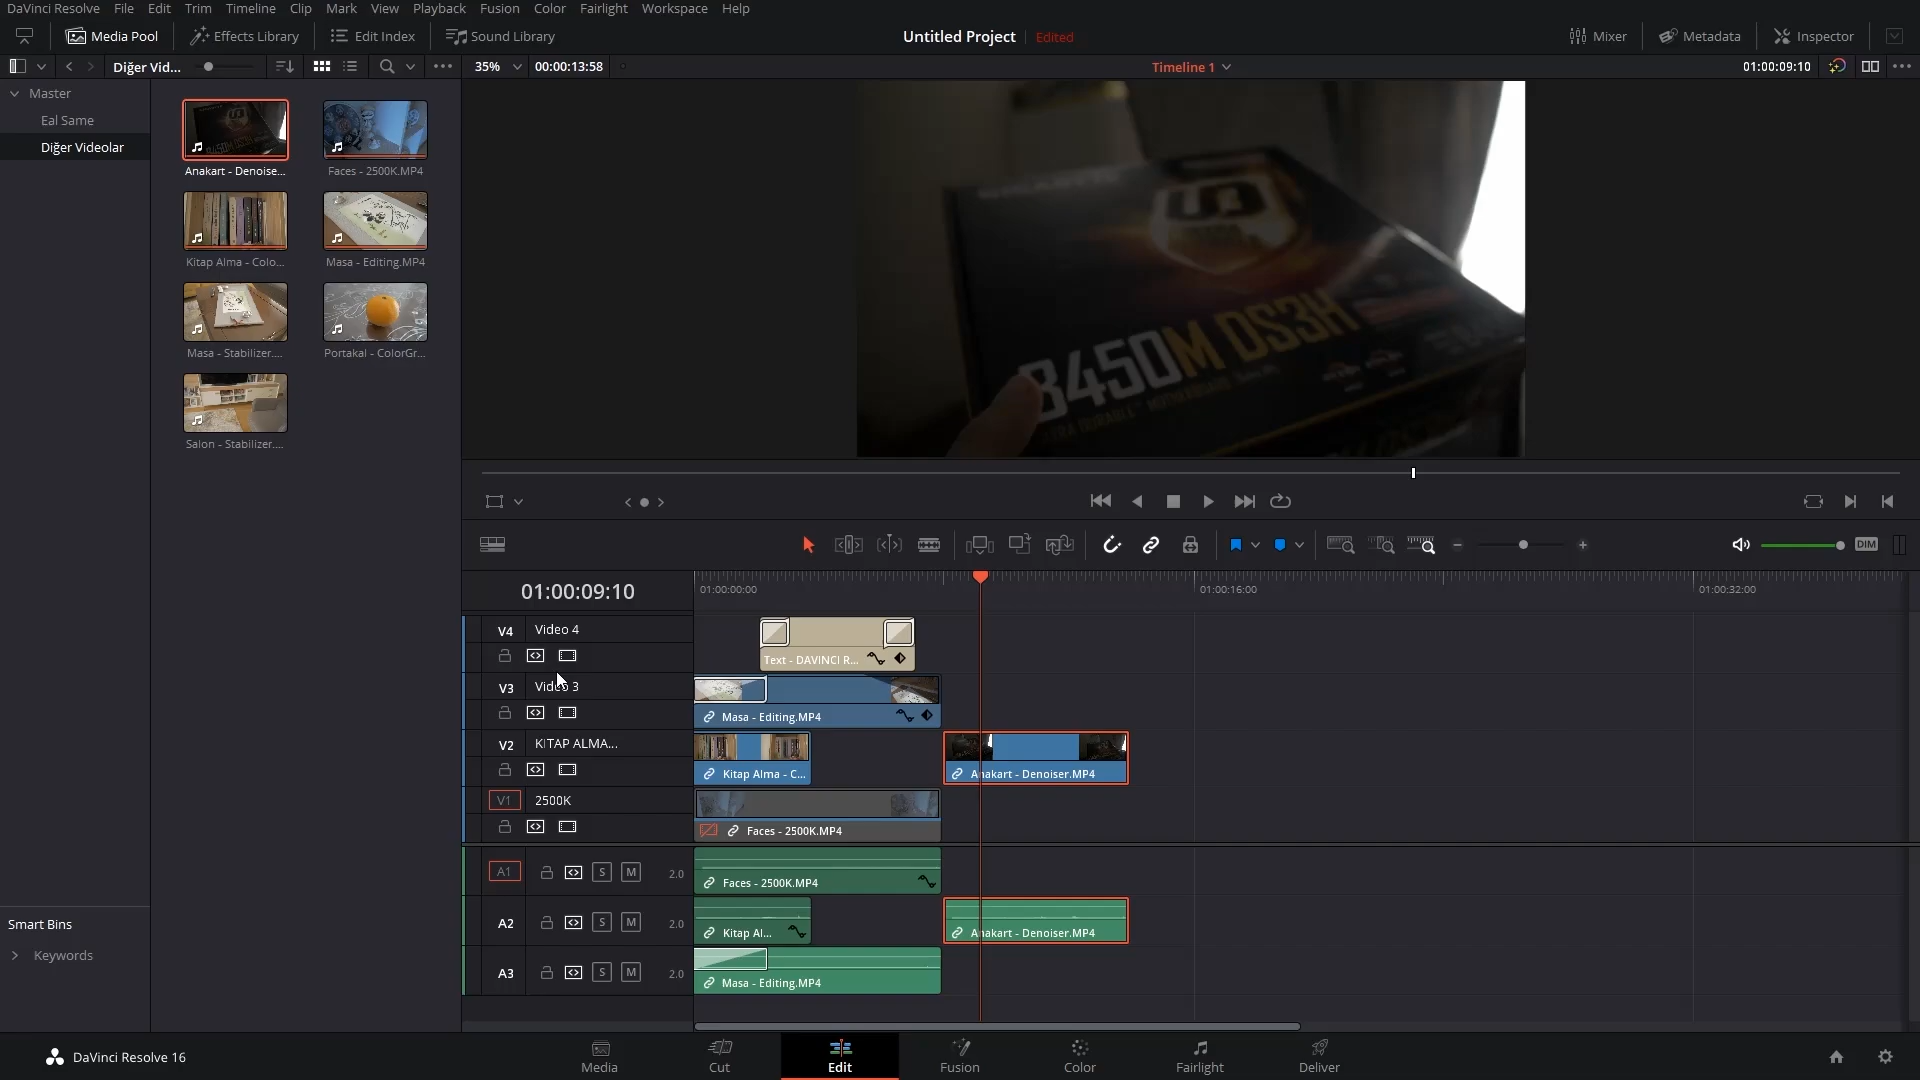 DaVinci Resolve File Edit Trim Timeline Clip Mark View Playback Fusion Color Fairlight Workspace Help
Media Pool Effects Library Edit Index Sound Library Untitled Project Edited Mixer Metadata Inspector
Diğer Vid... 35% 00:00:13:58 Timeline 1 01:00:09:10
Master
Eal Same
Diğer Videolar
Anakart - Denoise... Faces - 2500K.MP4
Kitap Alma - Colo... Masa - Editing.MP4
Masa - Stabilizer.... Portakal - ColorGr...
Salon - Stabilizer....
B450M DS3H
DIM
01:00:09:10 01:00:00:00 01:00:16:00 01:00:32:00
V4 Video 4
Text - DAVINCI R...
V3 Video 3
Masa - Editing.MP4
V2 KITAP ALMA...
Kitap Alma - C... Anakart - Denoiser.MP4
V1 2500K
Faces - 2500K.MP4
A1 S M 2.0
Faces - 2500K.MP4
A2 S M 2.0
Kitap Al... Anakart - Denoiser.MP4
A3 S M 2.0
Masa - Editing.MP4
Smart Bins
Keywords
DaVinci Resolve 16 Media Cut Edit Fusion Color Fairlight Deliver